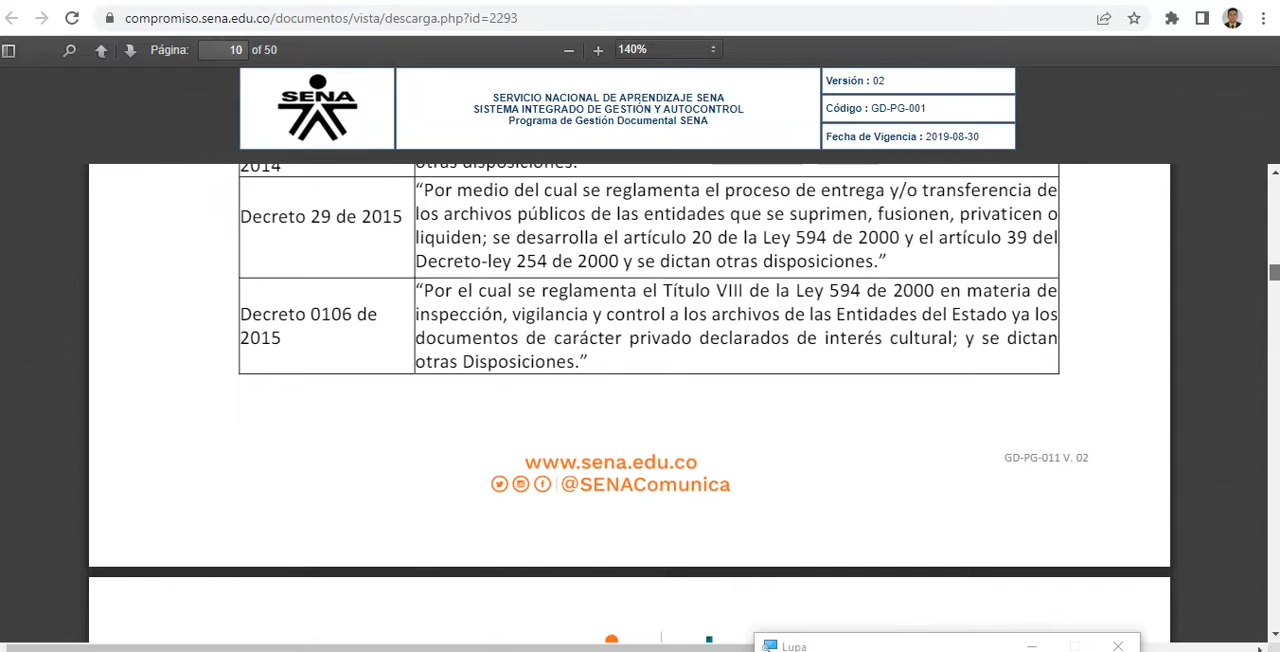 compromiso.sena.edu.co/documentos/vista/descarga.php?id=2293
Página: 10 of 50
140%
SENA
SERVICIO NACIONAL DE APRENDIZAJE SENA
SISTEMA INTEGRADO DE GESTIÓN Y AUTOCONTROL
Programa de Gestión Documental SENA
Versión : 02
Código : GD-PG-001
Fecha de Vigencia : 2019-08-30
2014
otras disposiciones.
Decreto 29 de 2015
“Por medio del cual se reglamenta el proceso de entrega y/o transferencia de
los archivos públicos de las entidades que se suprimen, fusionen, privaticen o
liquiden; se desarrolla el artículo 20 de la Ley 594 de 2000 y el artículo 39 del
Decreto-ley 254 de 2000 y se dictan otras disposiciones.”
Decreto 0106 de
2015
“Por el cual se reglamenta el Título VIII de la Ley 594 de 2000 en materia de
inspección, vigilancia y control a los archivos de las Entidades del Estado ya los
documentos de carácter privado declarados de interés cultural; y se dictan
otras Disposiciones.”
www.sena.edu.co
@SENAComunica
GD-PG-011 V. 02
Lupa